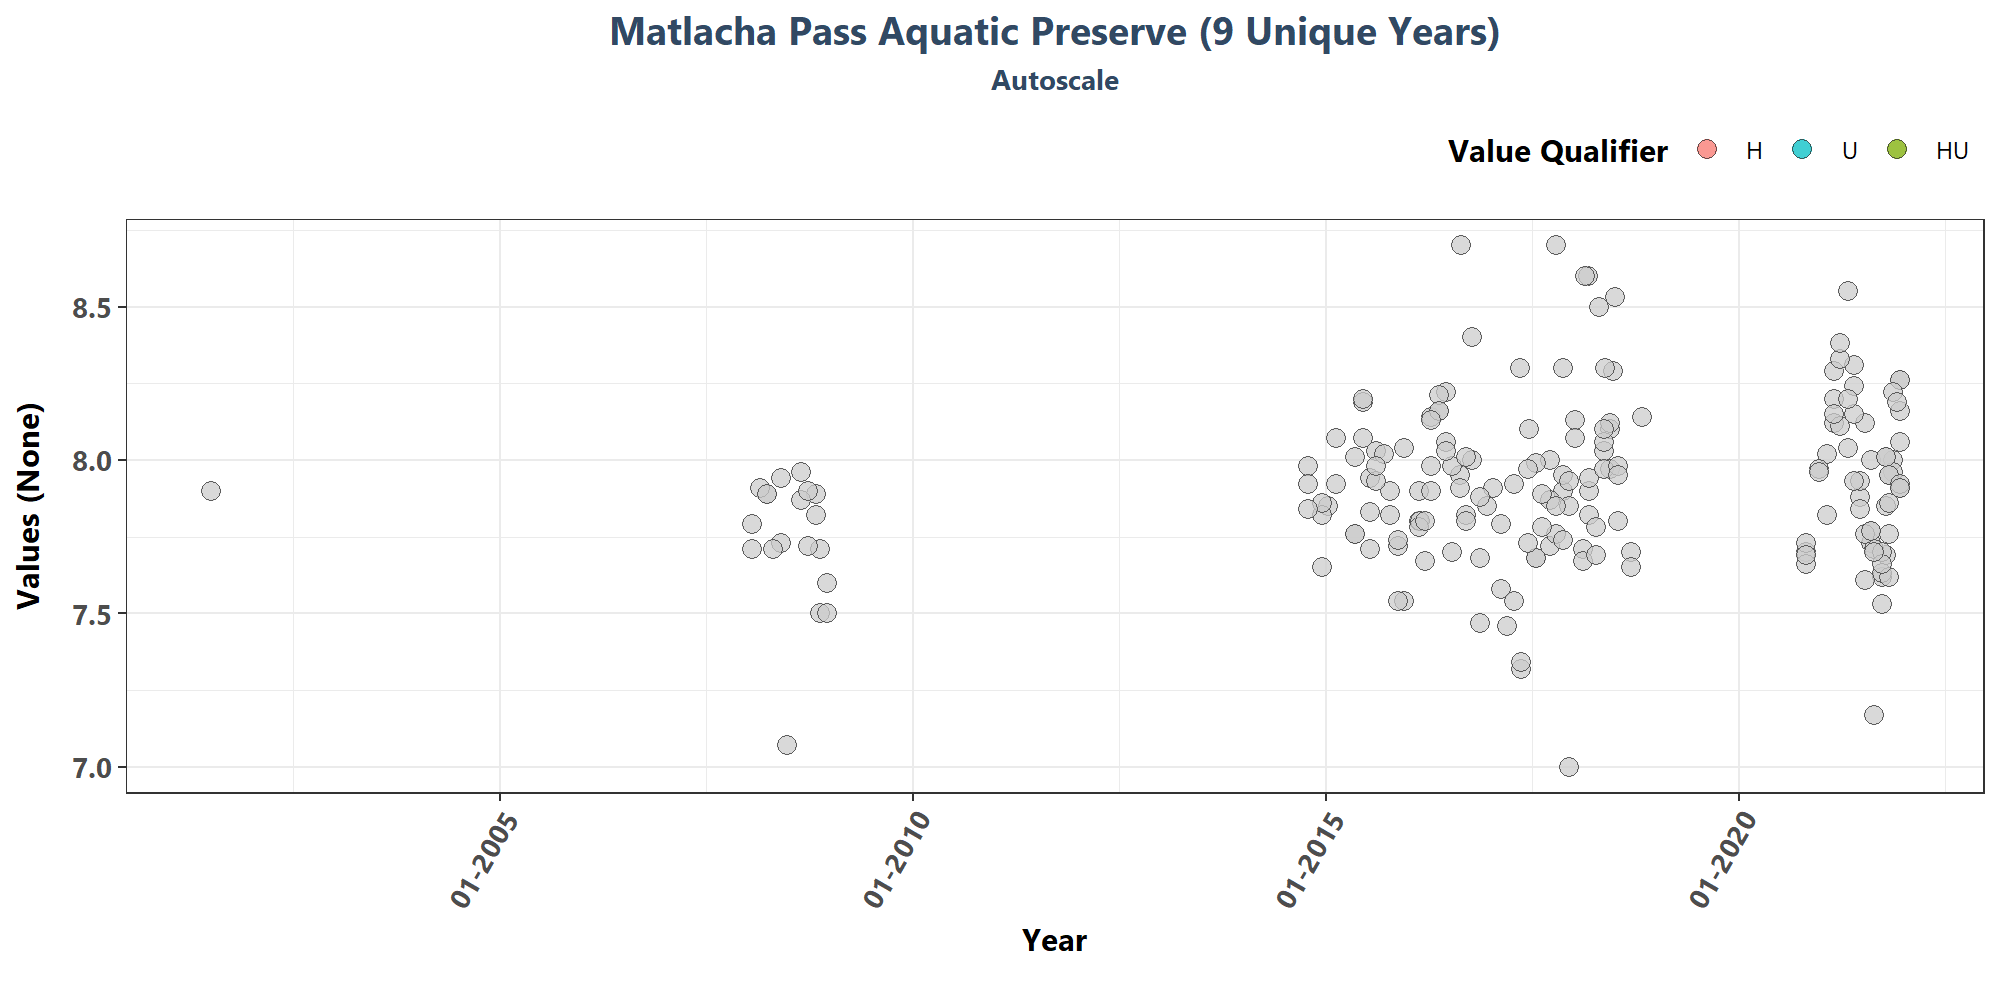 Matlacha Pass Aquatic Preserve (9 Unique Years)
Autoscale
Value Qualifier H U HU
Values (None)
8.5
8.0
7.5
7.0
01-2005 01-2010 01-2015 01-2020
Year